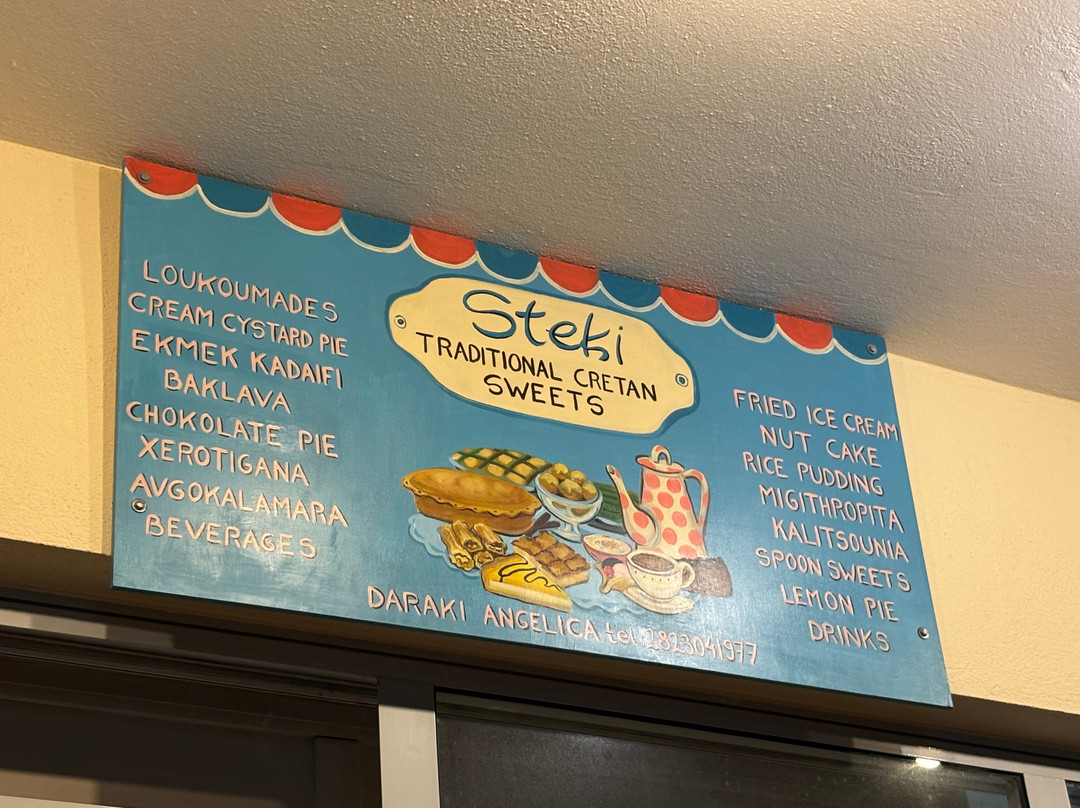 Steki
TRADITIONAL CRETAN
SWEETS
LOUKOUMADES
CREAM CYSTARD PIE
EKMEK KADAIFI
BAKLAVA
CHOKOLATE PIE
XEROTIGANA
AVGOKALAMARA
BEVERAGES
FRIED ICE CREAM
NUT CAKE
RICE PUDDING
MIGITHROPITA
KALITSOUNIA
SPOON SWEETS
LEMON PIE
DRINKS
DARAKI ANGELICA tel 2823041977